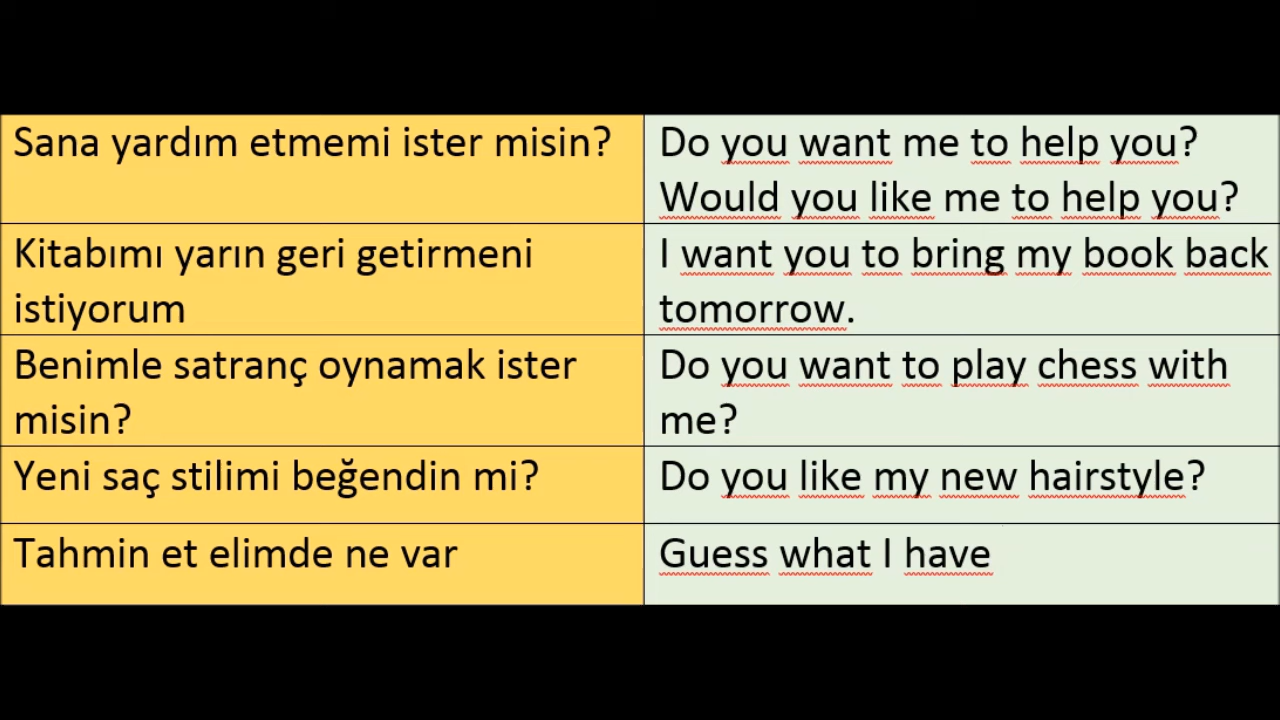 Sana yardım etmemi ister misin?
Do you want me to help you?
Would you like me to help you?
Kitabımı yarın geri getirmeni
istiyorum
I want you to bring my book back
tomorrow.
Benimle satranç oynamak ister
misin?
Do you want to play chess with
me?
Yeni saç stilimi beğendin mi?
Do you like my new hairstyle?
Tahmin et elimde ne var
Guess what I have